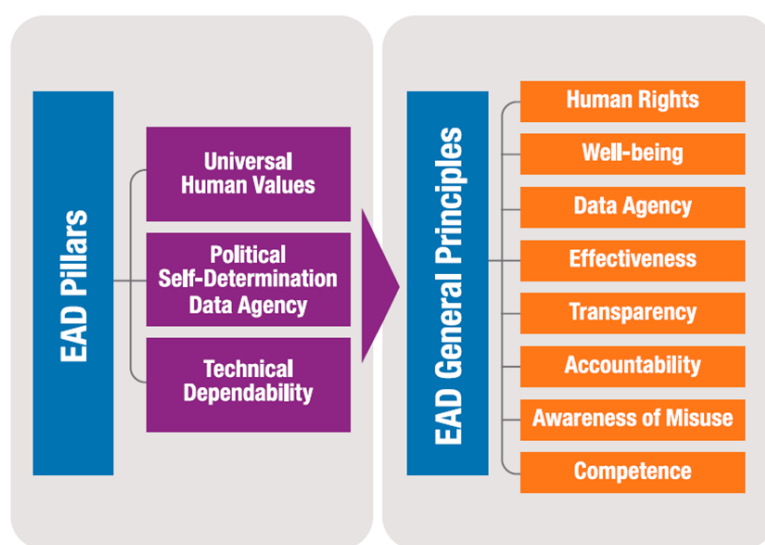 EAD Pillars
Universal
Human Values
Political
Self-Determination
Data Agency
Technical
Dependability
EAD General Principles
Human Rights
Well-being
Data Agency
Effectiveness
Transparency
Accountability
Awareness of Misuse
Competence